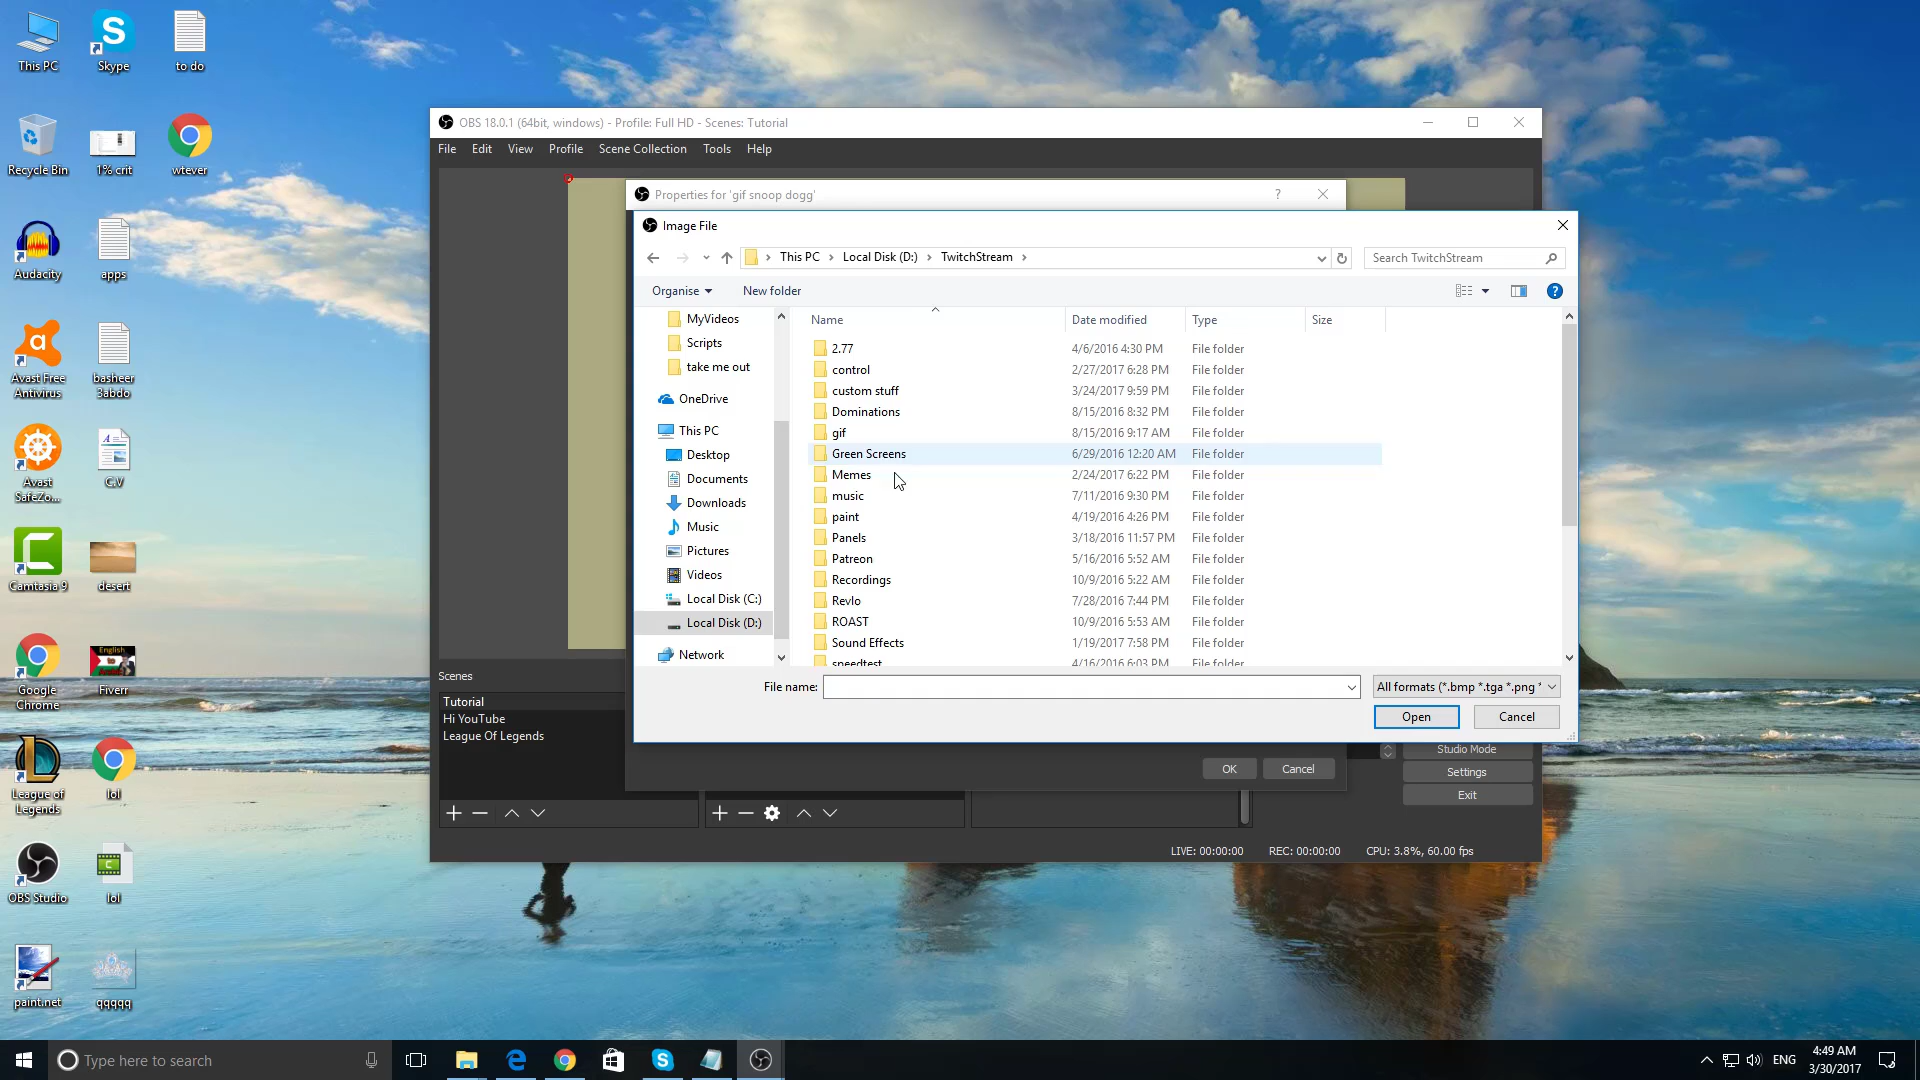 This PC
Skype
to do
Recycle Bin
1% crit
wtever
Audacity
apps
Avast Free
Antivirus
basheer
3abdo
Avast
SafeZo...
C.V
Camtasia 9
desert
Google
Chrome
English
Fiverr
League of
Legends
lol
OBS Studio
lol
paint.net
qqqqq
OBS 18.0.1 (64bit, windows) - Profile: Full HD - Scenes: Tutorial
File Edit View Profile Scene Collection Tools Help
Properties for 'gif snoop dogg'
Image File
This PC Local Disk (D:) TwitchStream
Search TwitchStream
Organise New folder
MyVideos
Scripts
take me out
OneDrive
This PC
Desktop
Documents
Downloads
Music
Pictures
Videos
Local Disk (C:)
Local Disk (D:)
Network
Name Date modified Type Size
2.77 4/6/2016 4:30 PM File folder
control 2/27/2017 6:28 PM File folder
custom stuff 3/24/2017 9:59 PM File folder
Dominations 8/15/2016 8:32 PM File folder
gif 8/15/2016 9:17 AM File folder
Green Screens 6/29/2016 12:20 AM File folder
Memes 2/24/2017 6:22 PM File folder
music 7/11/2016 9:30 PM File folder
paint 4/19/2016 4:26 PM File folder
Panels 3/18/2016 11:57 PM File folder
Patreon 5/16/2016 5:52 AM File folder
Recordings 10/9/2016 5:22 AM File folder
Revlo 7/28/2016 7:44 PM File folder
ROAST 10/9/2016 5:53 AM File folder
Sound Effects 1/19/2017 7:58 PM File folder
speedtest 4/16/2016 6:03 PM File folder
File name:
All formats (*.bmp *.tga *.png *
Open Cancel
OK Cancel
Scenes
Tutorial
Hi YouTube
League Of Legends
Studio Mode
Settings
Exit
LIVE: 00:00:00 REC: 00:00:00 CPU: 3.8%, 60.00 fps
Type here to search
ENG
4:49 AM
3/30/2017